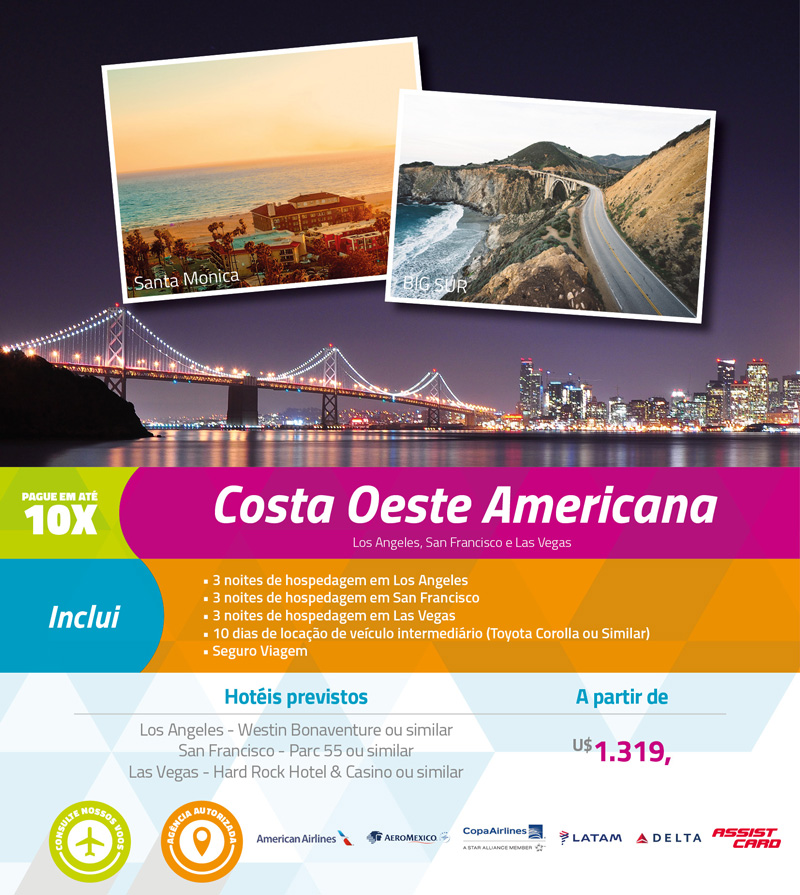 Santa Monica
BIG SUR
PAGUE EM ATÉ
10X
Costa Oeste Americana
Los Angeles, San Francisco e Las Vegas
Inclui
• 3 noites de hospedagem em Los Angeles
• 3 noites de hospedagem em San Francisco
• 3 noites de hospedagem em Las Vegas
• 10 dias de locação de veículo intermediário (Toyota Corolla ou Similar)
• Seguro Viagem
Hotéis previstos
A partir de
Los Angeles - Westin Bonaventure ou similar
San Francisco - Parc 55 ou similar
Las Vegas - Hard Rock Hotel & Casino ou similar
U$1.319,
CONSULTE NOSSOS VOOS
AGÊNCIA AUTORIZADA
American Airlines
AEROMEXICO
CopaAirlines
A STAR ALLIANCE MEMBER
LATAM
DELTA
ASSIST
CARD